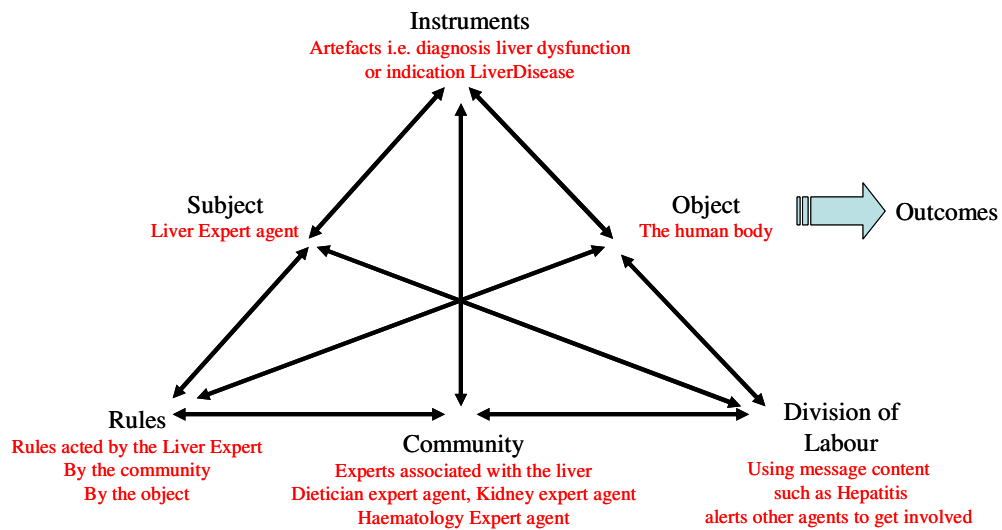 Instruments
Artefacts i.e. diagnosis liver dysfunction
or indication LiverDisease
Subject
Liver Expert agent
Object
The human body
Outcomes
Rules
Rules acted by the Liver Expert
By the community
By the object
Community
Experts associated with the liver
Dietician expert agent, Kidney expert agent
Haematology Expert agent
Division of
Labour
Using message content
such as Hepatitis
alerts other agents to get involved